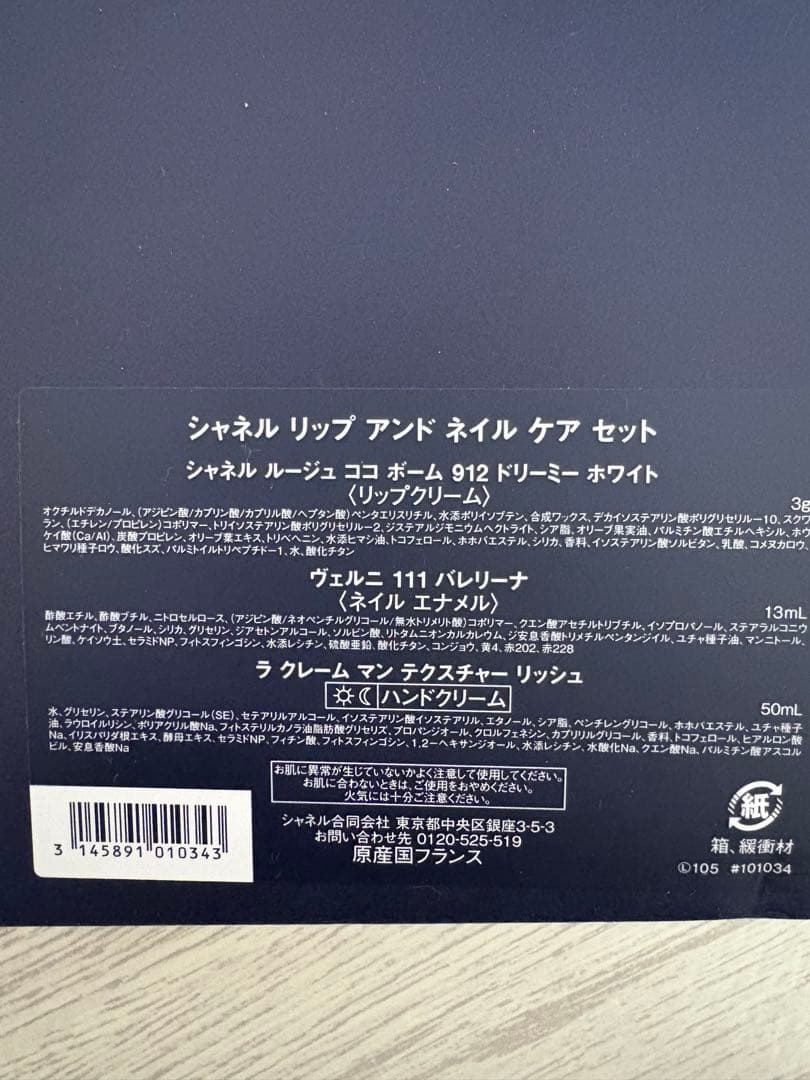 シャネル リップ アンド ネイル ケア セット
シャネル ルージュ ココ ボーム 912 ドリーミー ホワイト
〈リップクリーム〉
3g
オクチルドデカノール、(アジピン酸/カプリン酸/カプリル酸/ヘプタン酸)ペンタエリスリチル、水添ポリイソブテン、合成ワックス、デカイソステアリン酸ポリグリセリル-10、スクワ
ラン、(エチレン/プロピレン)コポリマー、トリイソステアリン酸ポリグリセリル-2、ジステアルジモニウムヘクトライト、シア脂、オリーブ果実油、パルミチン酸エチルヘキシル、ホウ
ケイ酸(Ca/Al)、炭酸プロピレン、オリーブ葉エキス、トリベヘニン、水添ヒマシ油、トコフェロール、ホホバエステル、シリカ、香料、イソステアリン酸ソルビタン、乳酸、コメヌカロウ、
ヒマワリ種子ロウ、酸化スズ、パルミトイルトリペプチド-1、水、酸化チタン
ヴェルニ 111 バレリーナ
〈ネイル エナメル〉
13mL
酢酸エチル、酢酸ブチル、ニトロセルロース、(アジピン酸/ネオペンチルグリコール/無水トリメリト酸)コポリマー、クエン酸アセチルトリブチル、イソプロパノール、ステアラルコニウ
ムベントナイト、ブタノール、シリカ、グリセリン、ジアセトンアルコール、ソルビン酸、リトタムニオンカルカレウム、ジ安息香酸トリメチルペンタンジイル、ユチャ種子油、マンニトール、
リン酸、ケイソウ土、セラミドNP、フィトスフィンゴシン、水添レシチン、硫酸亜鉛、酸化チタン、コンジョウ、黄4、赤202、赤228
ラ クレーム マン テクスチャー リッシュ
ハンドクリーム
50mL
水、グリセリン、ステアリン酸グリコール(SE)、セテアリルアルコール、イソステアリン酸イソステアリル、エタノール、シア脂、ペンチレングリコール、ホホバエステル、ユチャ種子
油、ラウロイルリシン、ポリアクリル酸Na、フィトステリルカノラ油脂肪酸グリセリズ、プロパンジオール、クロルフェネシン、カプリリルグリコール、香料、トコフェロール、ヒアルロン酸
Na、イリスパリダ根エキス、酵母エキス、セラミドNP、フィチン酸、フィトスフィンゴシン、1,2-ヘキサンジオール、水添レシチン、水酸化Na、クエン酸Na、パルミチン酸アスコル
ビル、安息香酸Na
お肌に異常が生じていないかよく注意して使用してください。
お肌に合わないときは、ご使用をおやめください。
火気には十分ご注意ください。
シャネル合同会社 東京都中央区銀座3-5-3
お問い合わせ先 0120-525-519
原産国フランス
3 145891 010343
紙
箱、緩衝材
Ⓛ105 #101034